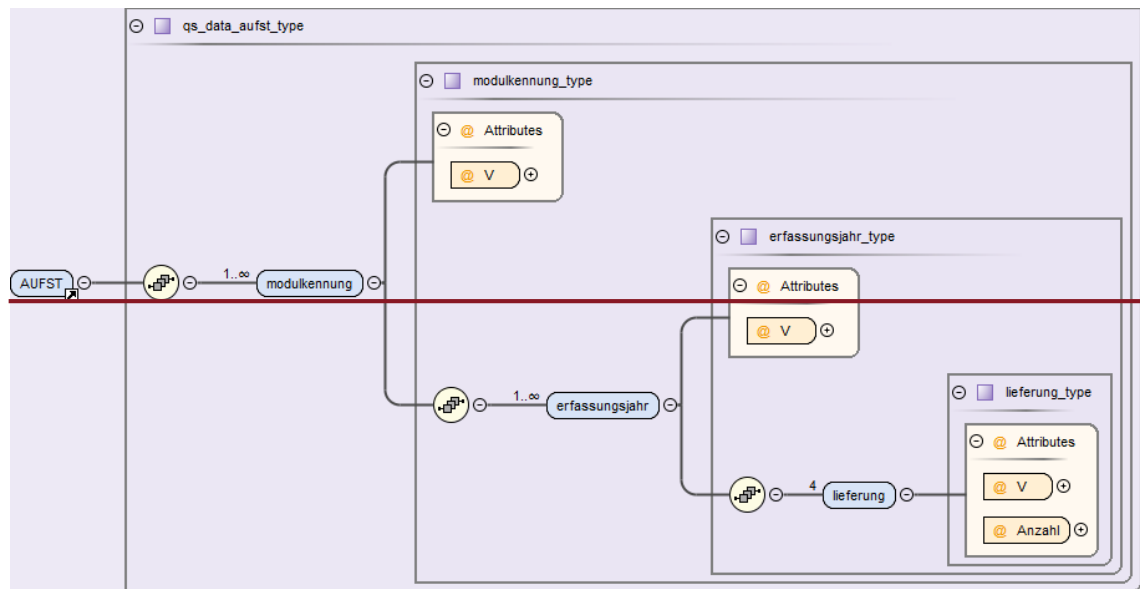 qs_data_aufst_type
modulkennung_type
@ Attributes
@ V
erfassungsjahr_type
AUFST
1..∞
modulkennung
@ Attributes
@ V
1..∞
erfassungsjahr
lieferung_type
@ Attributes
4
lieferung
@ V
@ Anzahl